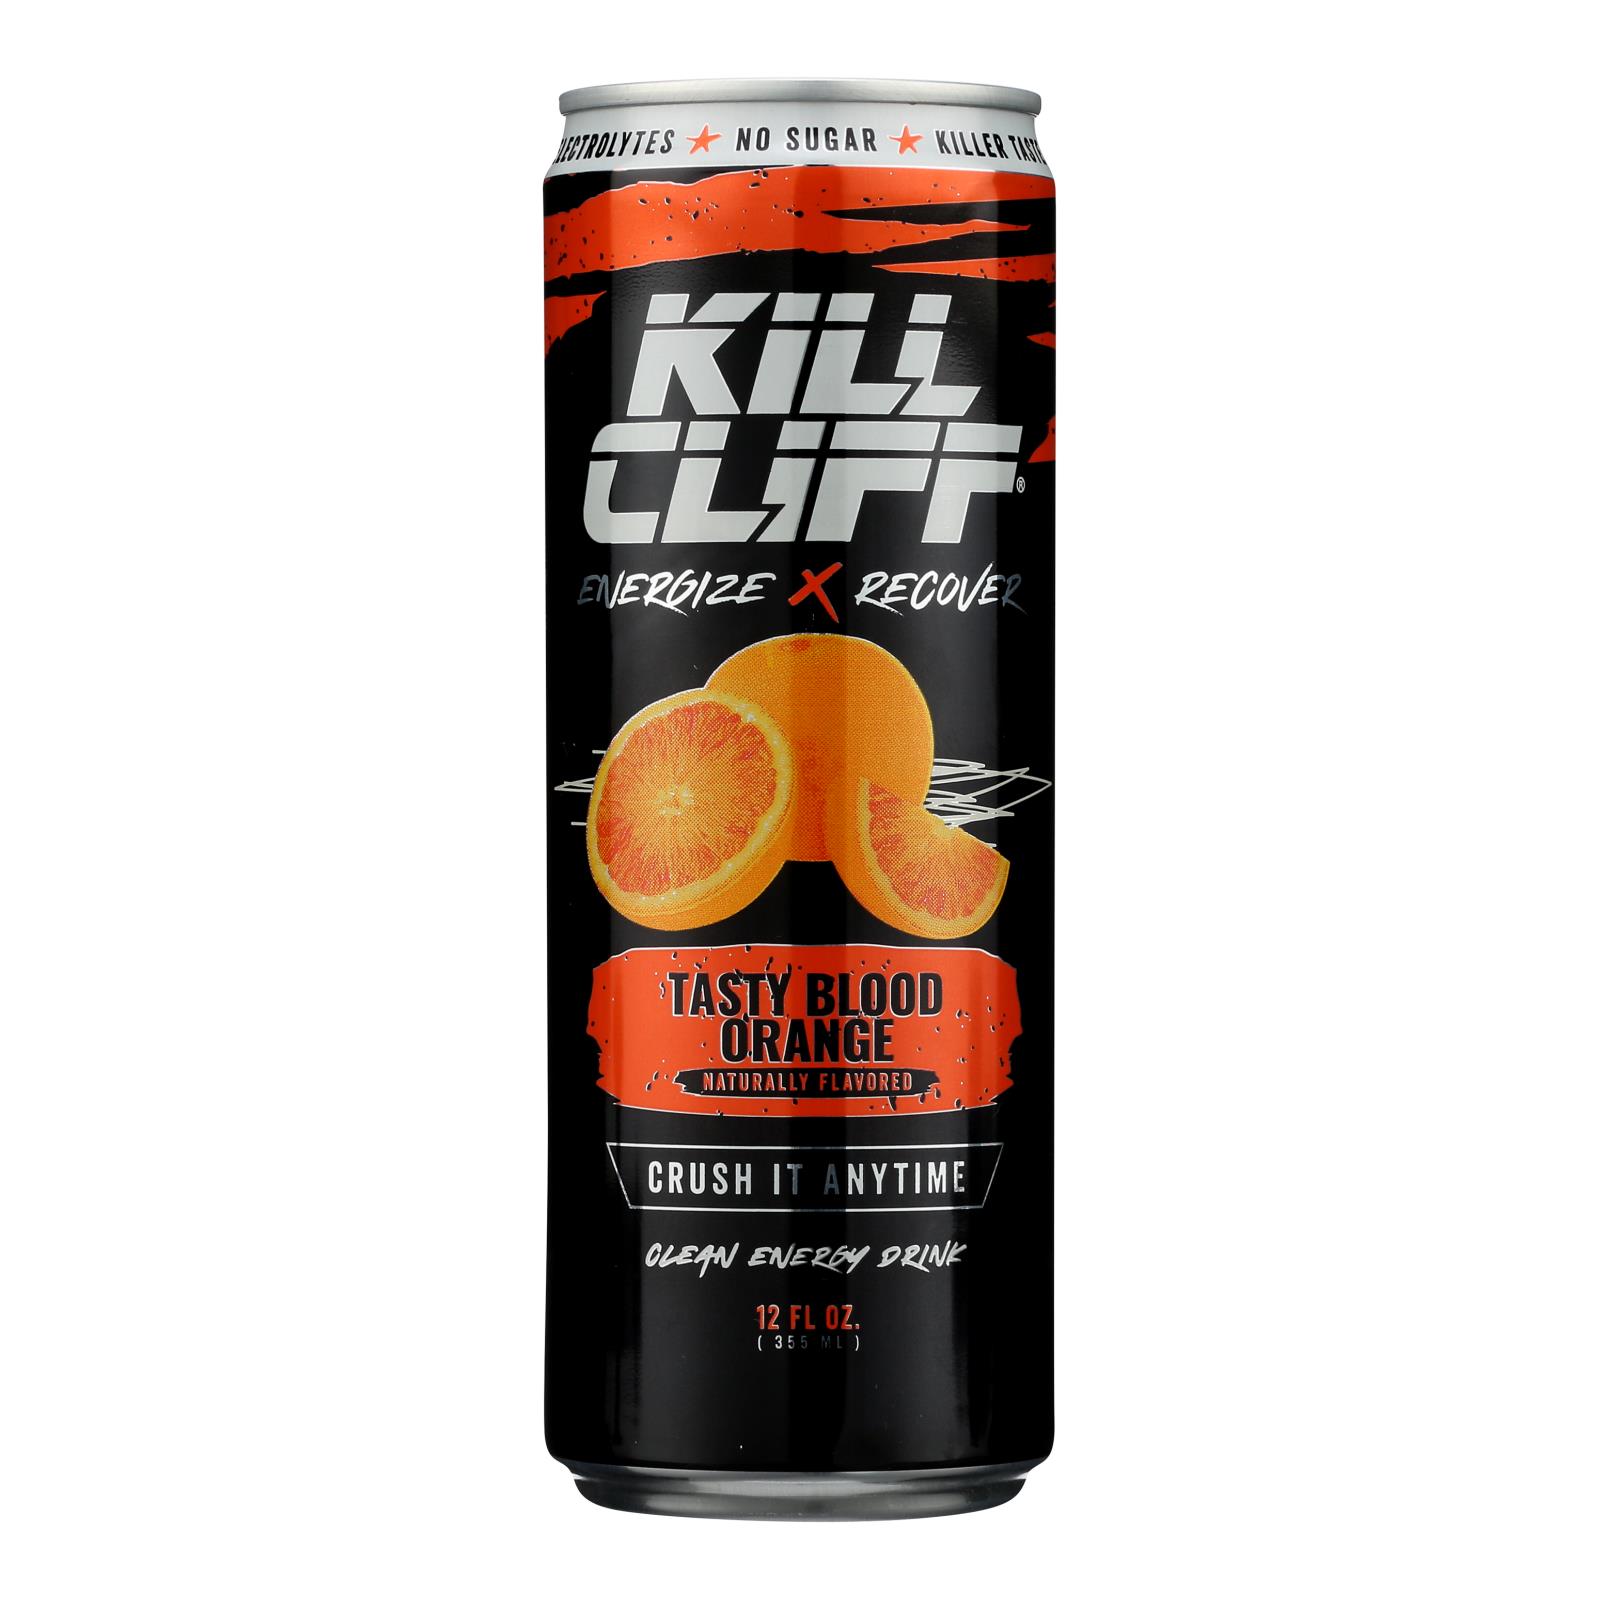 ELECTROLYTES ★ NO SUGAR ★ KILLER TASTE
KILL
CLIFF®
ENERGIZE X RECOVER
TASTY BLOOD
ORANGE
NATURALLY FLAVORED
CRUSH IT ANYTIME
CLEAN ENERGY DRINK
12 FL OZ.
( 355 ML )